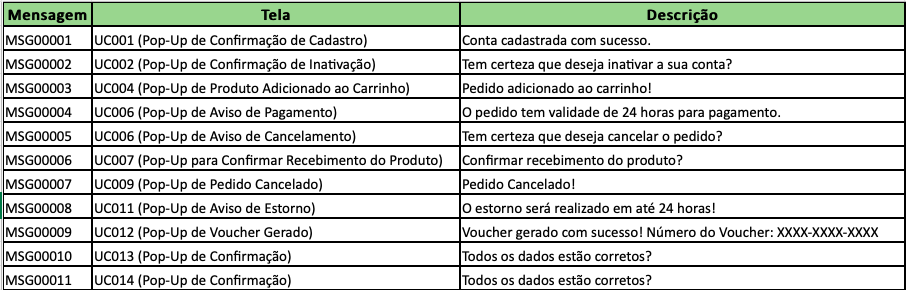 Mensagem Tela Descrição
MSG00001 UC001 (Pop-Up de Confirmação de Cadastro) Conta cadastrada com sucesso.
MSG00002 UC002 (Pop-Up de Confirmação de Inativação) Tem certeza que deseja inativar a sua conta?
MSG00003 UC004 (Pop-Up de Produto Adicionado ao Carrinho) Pedido adicionado ao carrinho!
MSG00004 UC006 (Pop-Up de Aviso de Pagamento) O pedido tem validade de 24 horas para pagamento.
MSG00005 UC006 (Pop-Up de Aviso de Cancelamento) Tem certeza que deseja cancelar o pedido?
MSG00006 UC007 (Pop-Up para Confirmar Recebimento do Produto) Confirmar recebimento do produto?
MSG00007 UC009 (Pop-Up de Pedido Cancelado) Pedido Cancelado!
MSG00008 UC011 (Pop-Up de Aviso de Estorno) O estorno será realizado em até 24 horas!
MSG00009 UC012 (Pop-Up de Voucher Gerado) Voucher gerado com sucesso! Número do Voucher: XXXX-XXXX-XXXX
MSG00010 UC013 (Pop-Up de Confirmação) Todos os dados estão corretos?
MSG00011 UC014 (Pop-Up de Confirmação) Todos os dados estão corretos?